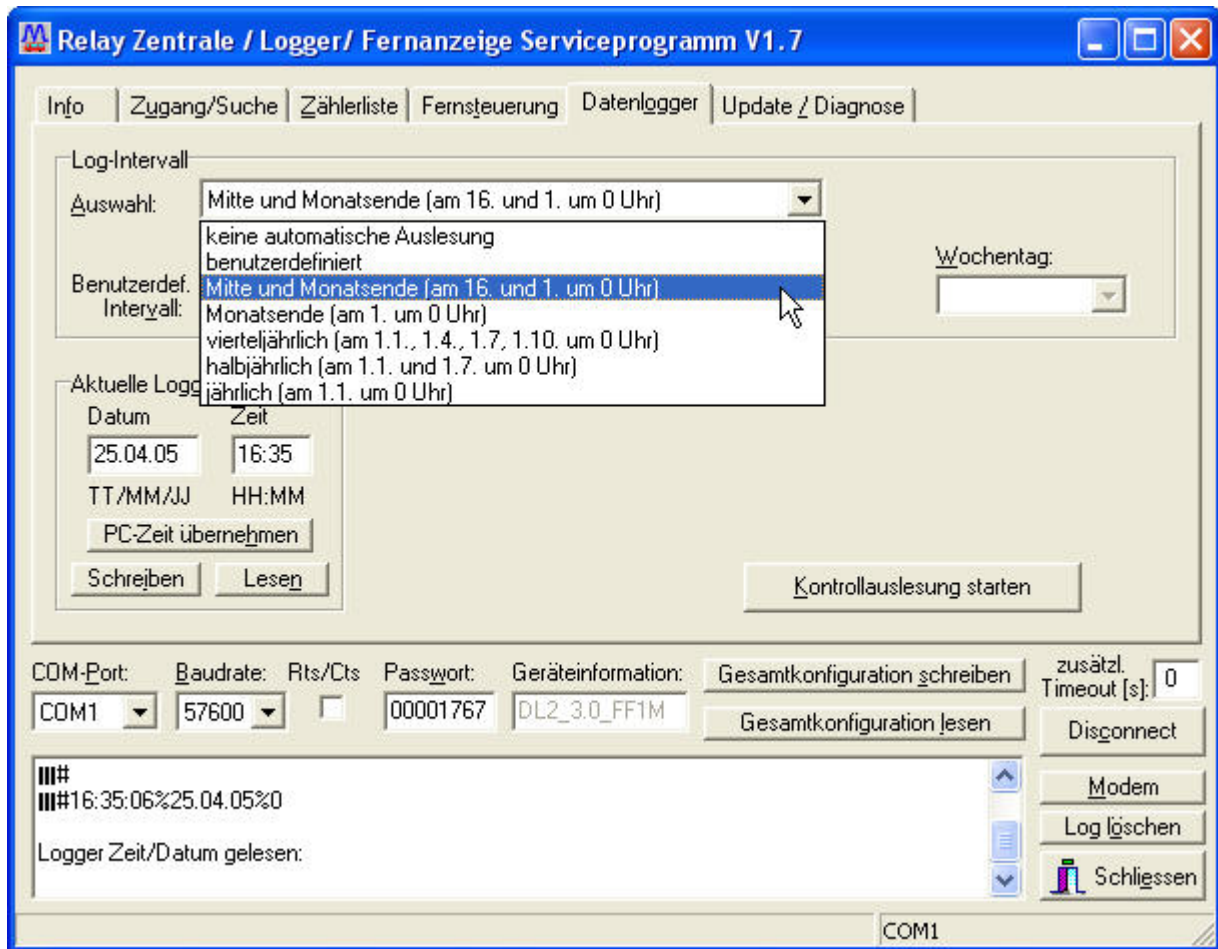 Relay Zentrale / Logger/ Fernanzeige Serviceprogramm V1.7
Info Zugang/Suche Zählerliste Fernsteuerung Datenlogger Update / Diagnose
Log-Intervall
Auswahl: Mitte und Monatsende (am 16. und 1. um 0 Uhr)
keine automatische Auslesung
benutzerdefiniert
Mitte und Monatsende (am 16. und 1. um 0 Uhr)
Monatsende (am 1. um 0 Uhr)
vierteljährlich (am 1.1., 1.4., 1.7, 1.10. um 0 Uhr)
halbjährlich (am 1.1. und 1.7. um 0 Uhr)
jährlich (am 1.1. um 0 Uhr)
Benutzerdef.
Intervall:
Wochentag:
Aktuelle Logg
Datum Zeit
25.04.05 16:35
TT/MM/JJ HH:MM
PC-Zeit übernehmen
Schreiben Lesen
Kontrollauslesung starten
COM-Port: Baudrate: Rts/Cts Passwort: Geräteinformation:
COM1 57600 00001767 DL2_3.0_FF1M
Gesamtkonfiguration schreiben
Gesamtkonfiguration lesen
zusätzl.
Timeout [s]: 0
Disconnect
Modem
Log löschen
Schliessen
#
#16:35:06%25.04.05%0
Logger Zeit/Datum gelesen:
COM1